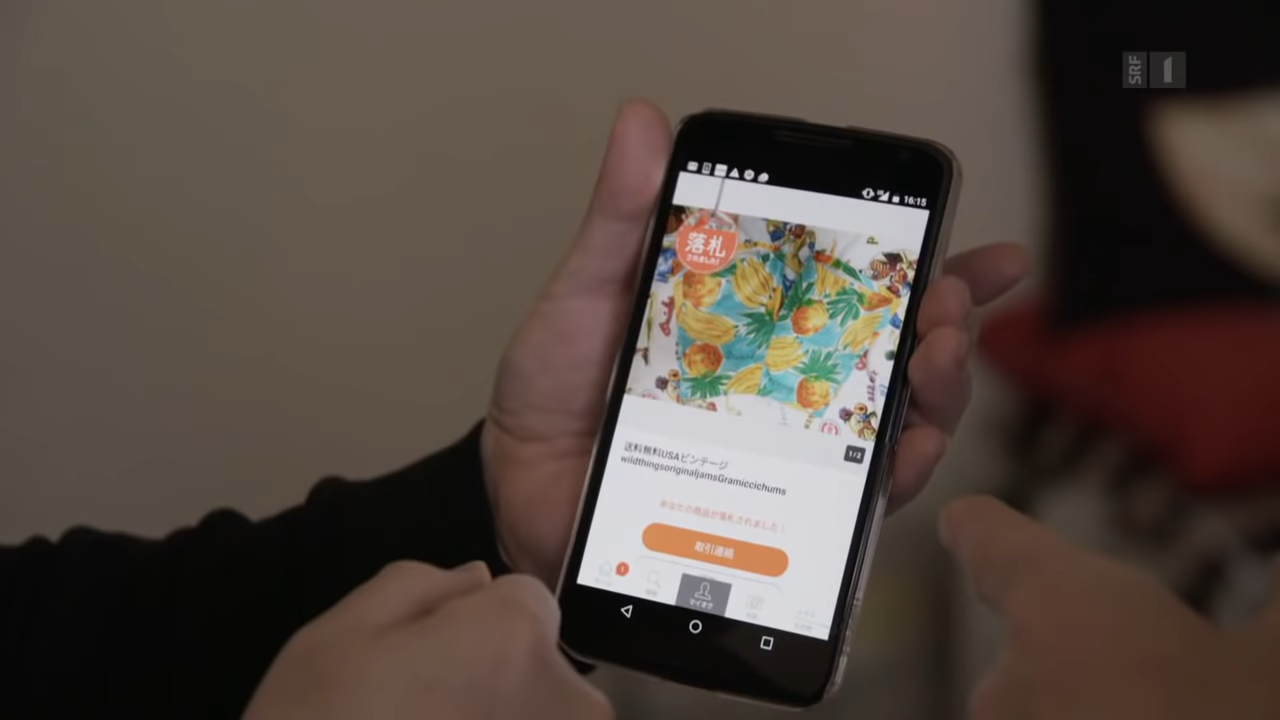 SRF 1
16:15
落札
されました!
1/2
送料無料USAビンテージ
wildthingsoriginaljamsGramiccichums
あなたの商品が落札されました!
取引連絡
1
マイオク